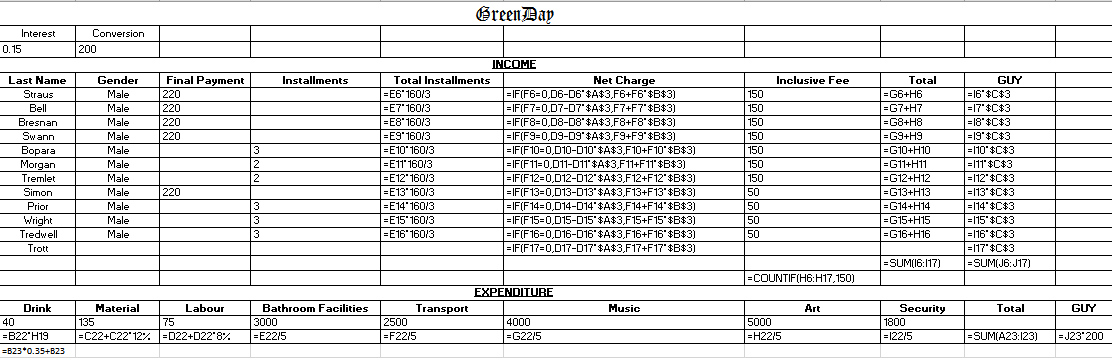 GreenDay
Interest Conversion
0.15 200
INCOME
Last Name Gender Final Payment Installments Total Installments Net Charge Inclusive Fee Total GUY
Straus Male 220 =E6*160/3 =IF(F6=0,D6-D6*$A$3,F6+F6*$B$3) 150 =G6+H6 =I6*$C$3
Bell Male 220 =E7*160/3 =IF(F7=0,D7-D7*$A$3,F7+F7*$B$3) 150 =G7+H7 =I7*$C$3
Bresnan Male 220 =E8*160/3 =IF(F8=0,D8-D8*$A$3,F8+F8*$B$3) 150 =G8+H8 =I8*$C$3
Swann Male 220 =E9*160/3 =IF(F9=0,D9-D9*$A$3,F9+F9*$B$3) 150 =G9+H9 =I9*$C$3
Bopara Male 3 =E10*160/3 =IF(F10=0,D10-D10*$A$3,F10+F10*$B$3) 150 =G10+H10 =I10*$C$3
Morgan Male 2 =E11*160/3 =IF(F11=0,D11-D11*$A$3,F11+F11*$B$3) 150 =G11+H11 =I11*$C$3
Tremlet Male 2 =E12*160/3 =IF(F12=0,D12-D12*$A$3,F12+F12*$B$3) 150 =G12+H12 =I12*$C$3
Simon Male 220 =E13*160/3 =IF(F13=0,D13-D13*$A$3,F13+F13*$B$3) 50 =G13+H13 =I13*$C$3
Prior Male 3 =E14*160/3 =IF(F14=0,D14-D14*$A$3,F14+F14*$B$3) 50 =G14+H14 =I14*$C$3
Wright Male 3 =E15*160/3 =IF(F15=0,D15-D15*$A$3,F15+F15*$B$3) 50 =G15+H15 =I15*$C$3
Tredwell Male 3 =E16*160/3 =IF(F16=0,D16-D16*$A$3,F16+F16*$B$3) 50 =G16+H16 =I16*$C$3
Trott =IF(F17=0,D17-D17*$A$3,F17+F17*$B$3) =I17*$C$3
=SUM(I6:I17) =SUM(J6:J17)
=COUNTIF(H6:H17,150)
EXPENDITURE
Drink Material Labour Bathroom Facilities Transport Music Art Security Total GUY
40 135 75 3000 2500 4000 5000 1800
=B22*H19 =C22+C22*12% =D22+D22*8% =E22/5 =F22/5 =G22/5 =H22/5 =I22/5 =SUM(A23:I23) =J23*200
=B23*0.35+B23